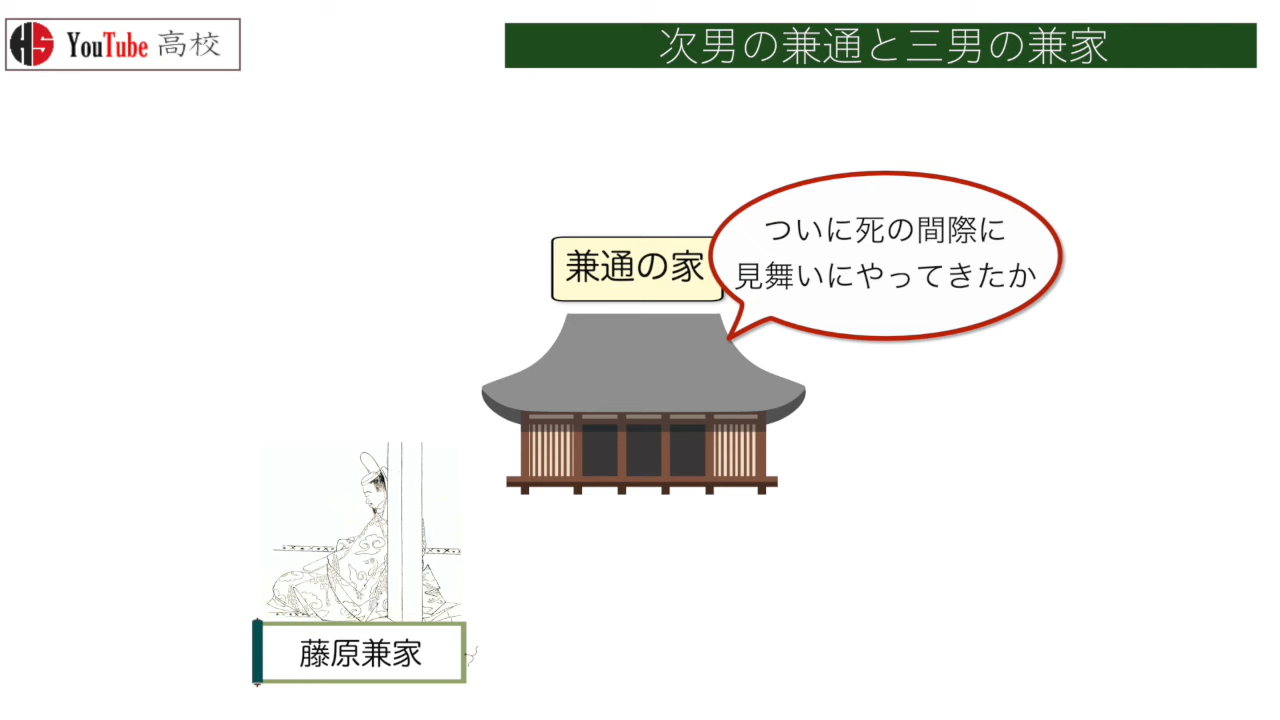 YouTube 高校
次男の兼通と三男の兼家
ついに死の間際に
見舞いにやってきたか
兼通の家
藤原兼家